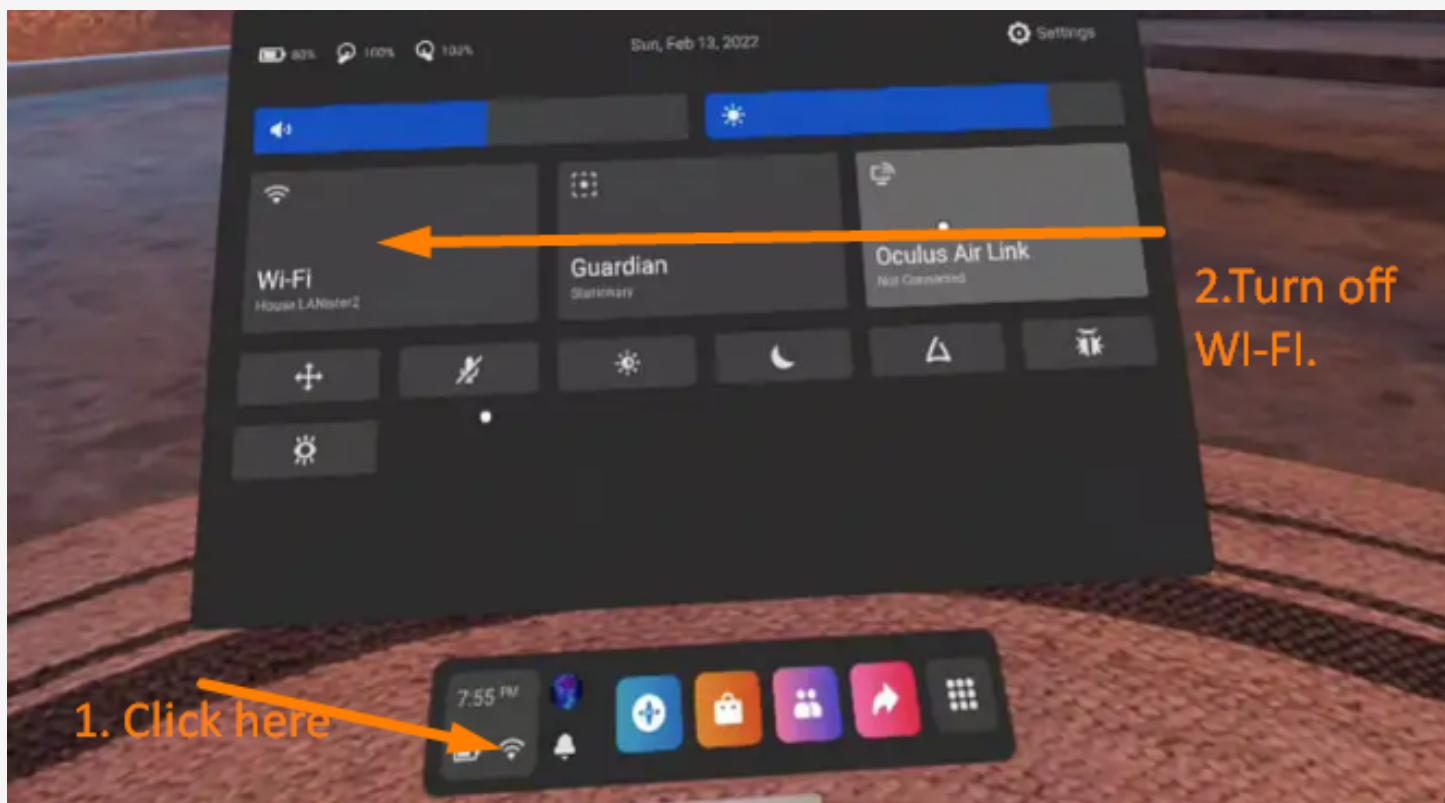 80% 100% 100% Sun, Feb 13, 2022 Settings
Wi-Fi
House LANister2
Guardian
Stationary
Oculus Air Link
Not Connected
2.Turn off
WI-FI.
7:55 PM
1. Click here